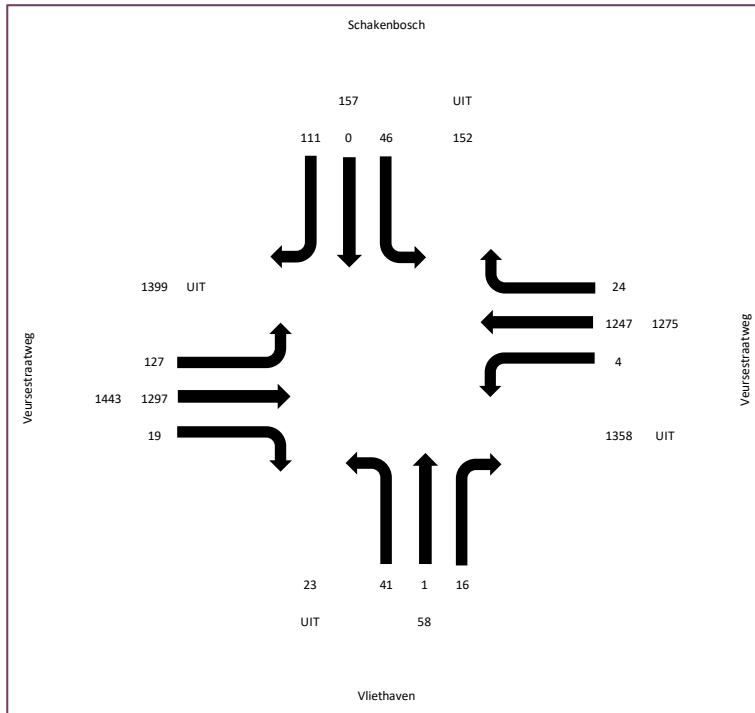 Schakenbosch
157 UIT
111 0 46 152
1399 UIT
24
1247 1275
4
127
1443 1297
19
Veursestraatweg
Veursestraatweg
1358 UIT
23 41 1 16
UIT 58
Vliethaven